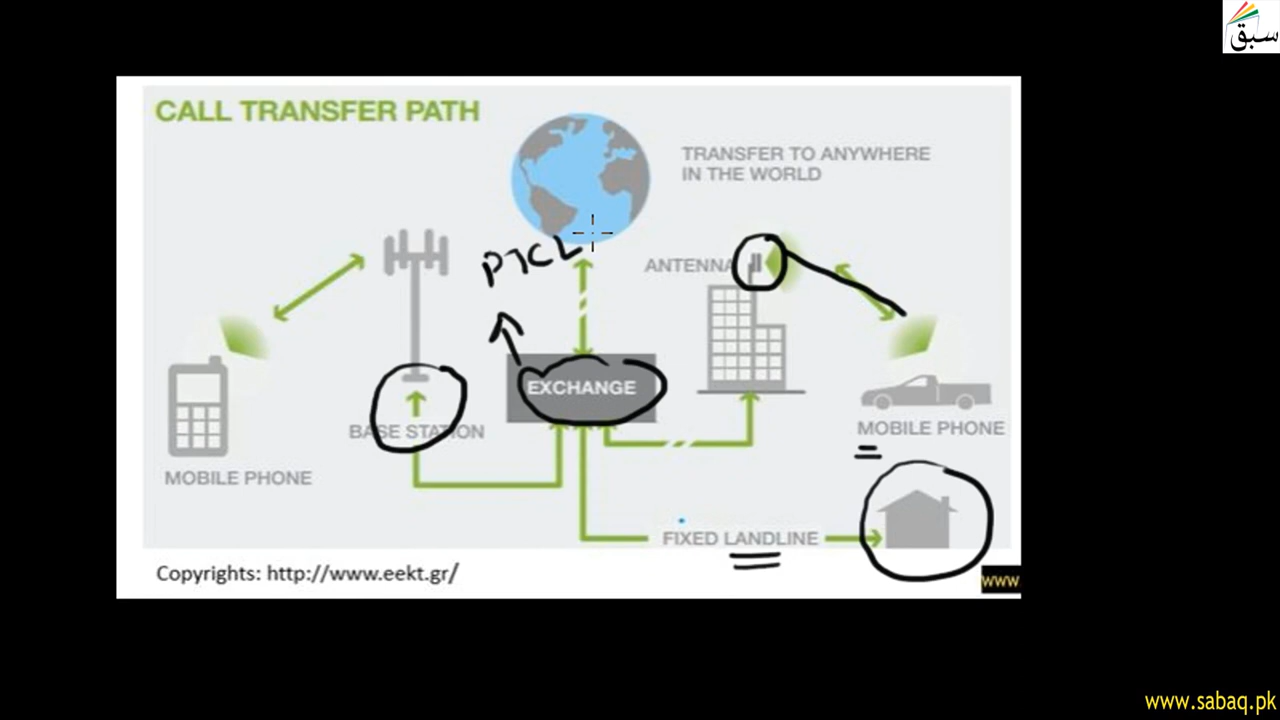 سبق
CALL TRANSFER PATH
TRANSFER TO ANYWHERE
IN THE WORLD
PTCL
ANTENNA
EXCHANGE
BASE STATION
MOBILE PHONE
MOBILE PHONE
FIXED LANDLINE
Copyrights: http://www.eekt.gr/
www
www.sabaq.pk